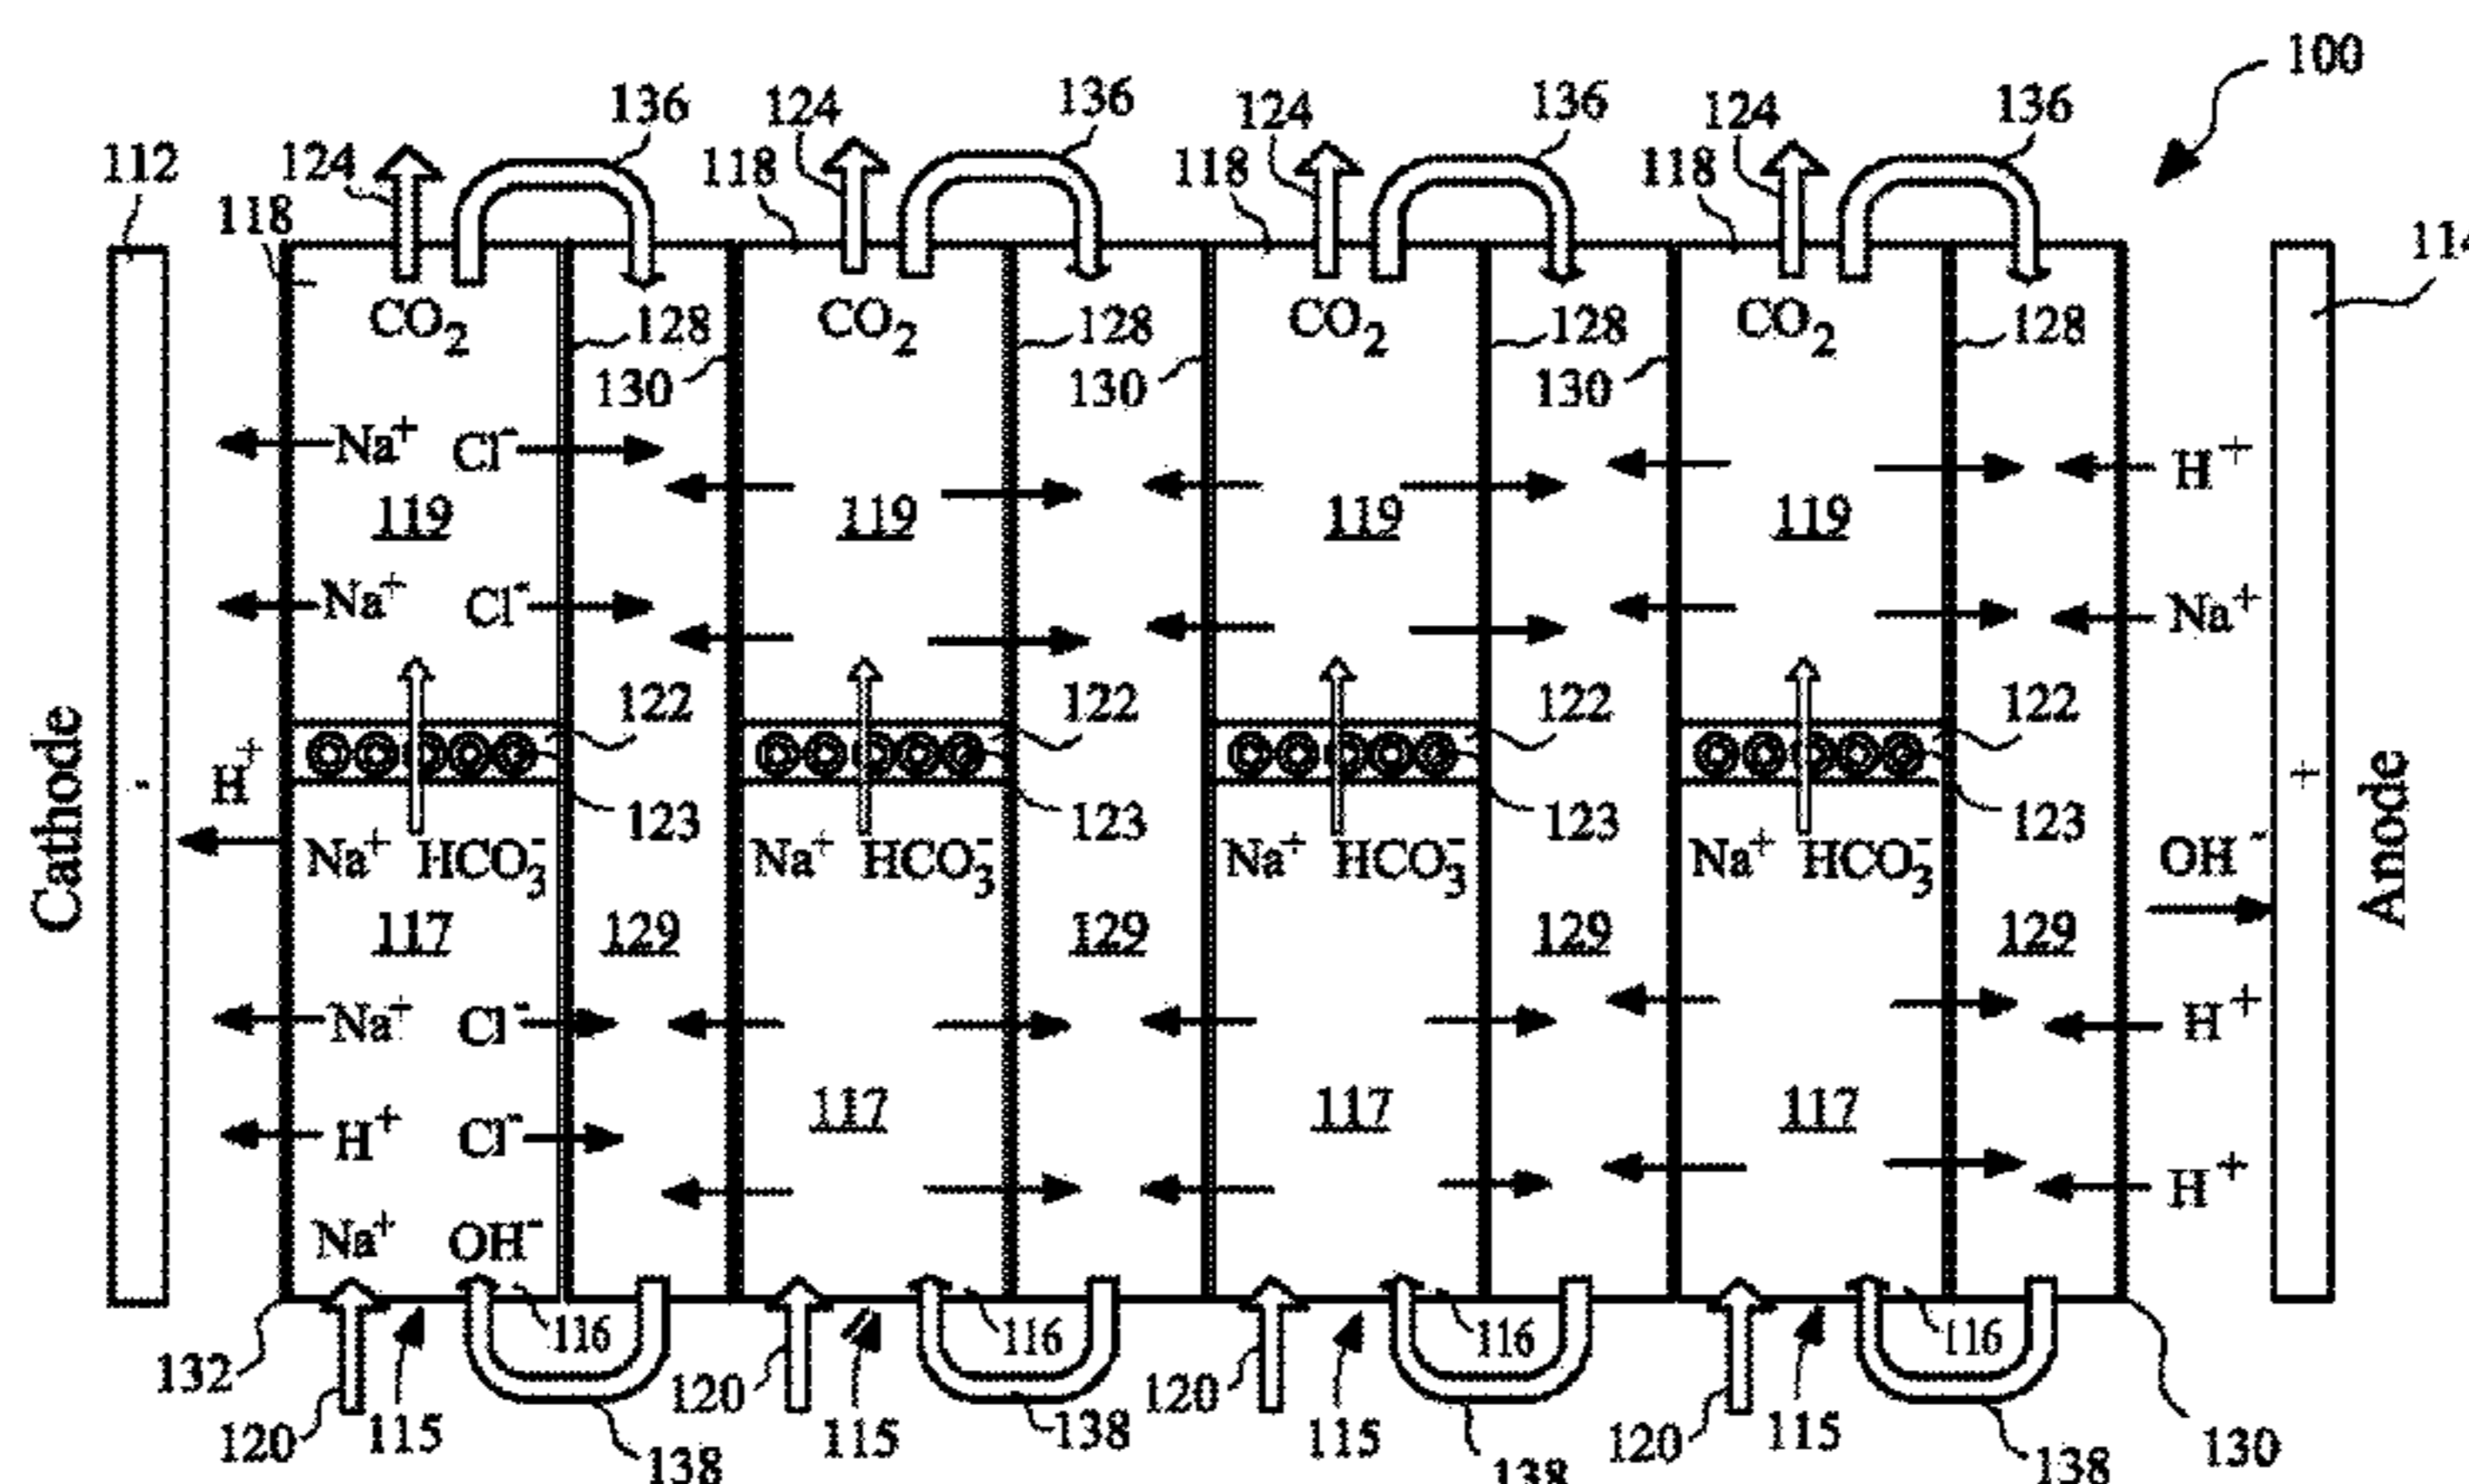 100
136 136 136 136
124 124 124 124
112 118 118 118
118
CO2 CO2 CO2 CO2
128 128 128 128
130 130 130
Na+ Cl- H+
119 119 119 119
Na+ Cl- Na+
122 122 122 122
H+ - +
Cathode Anode
123 123 123 123
Na+ HCO3- Na+ HCO3- Na+ HCO3- Na+ HCO3- OH-
117 129 129 129 129
Na+ Cl- H+
117 117 117
H+ Cl- H+
Na+ OH-
116 116 116 116
132
120 115 120 115 120 115 120 115
138 138 138 138 130